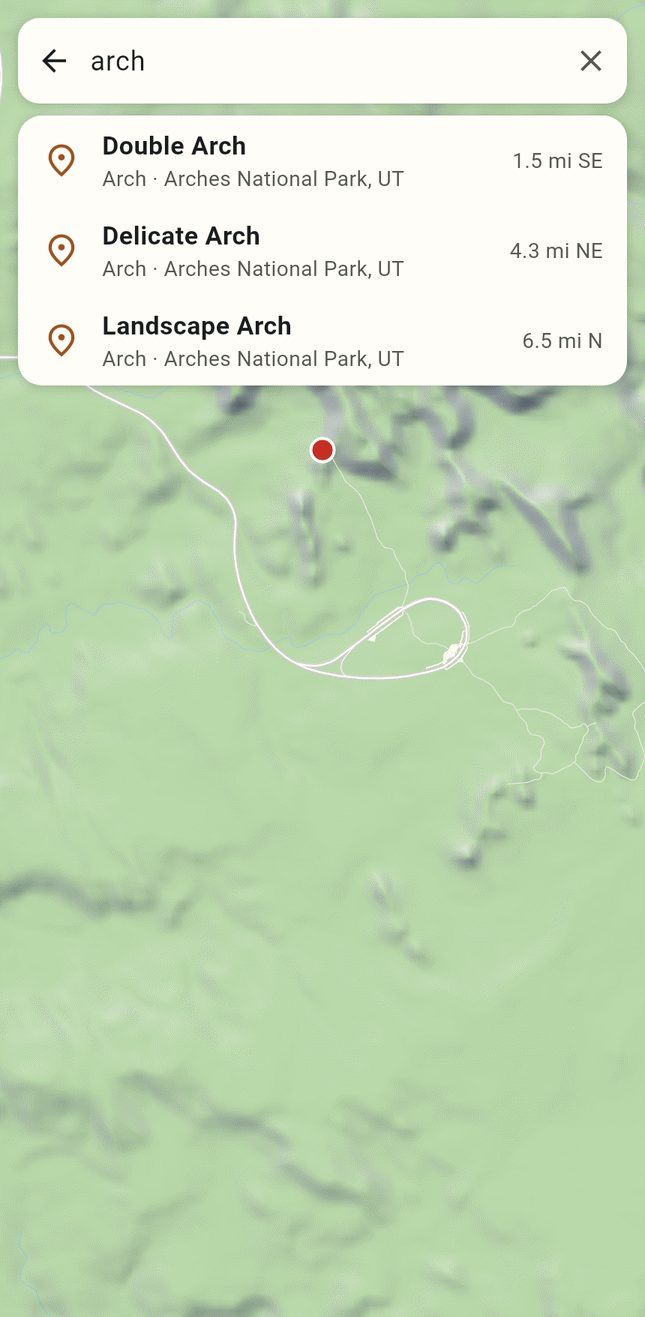 arch
Double Arch
Arch · Arches National Park, UT
1.5 mi SE
Delicate Arch
Arch · Arches National Park, UT
4.3 mi NE
Landscape Arch
Arch · Arches National Park, UT
6.5 mi N